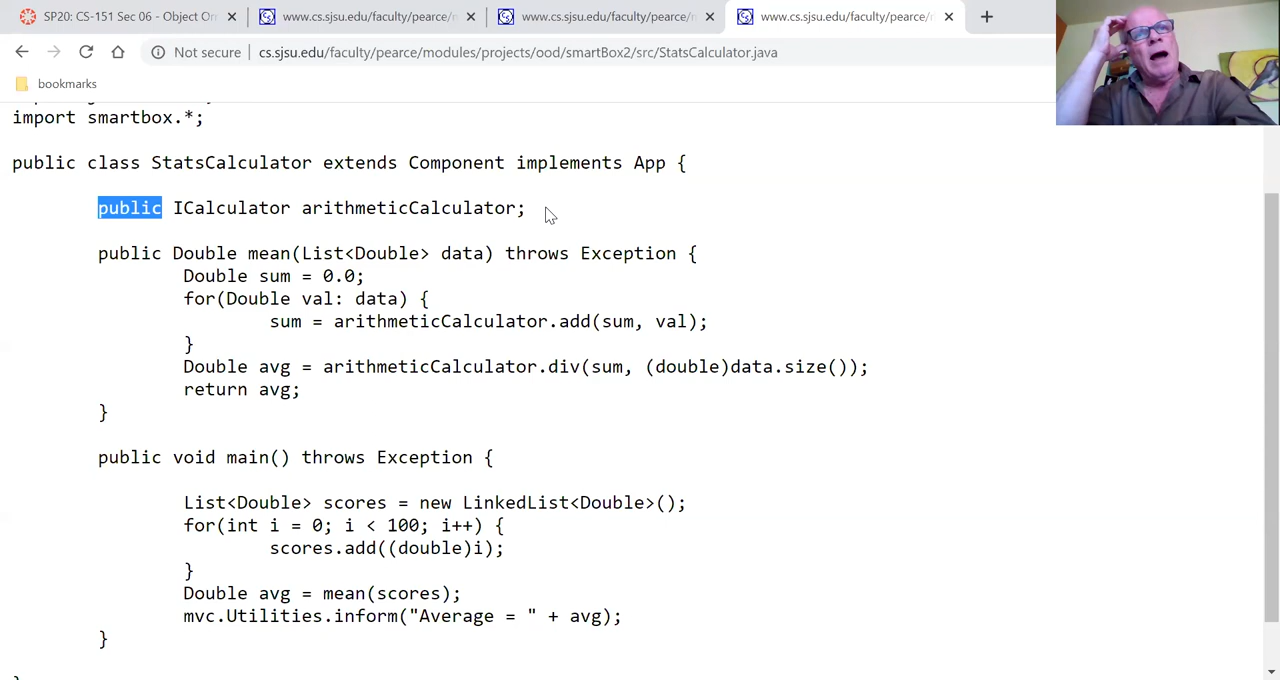 SP20: CS-151 Sec 06 - Object Or
www.cs.sjsu.edu/faculty/pearce/m
www.cs.sjsu.edu/faculty/pearce/
www.cs.sjsu.edu/faculty/pearce/
Not secure
cs.sjsu.edu/faculty/pearce/modules/projects/ood/smartBox2/src/StatsCalculator.java
bookmarks
import smartbox.*;
public class StatsCalculator extends Component implements App {
public ICalculator arithmeticCalculator;
public Double mean(List<Double> data) throws Exception {
Double sum = 0.0;
for(Double val: data) {
sum = arithmeticCalculator.add(sum, val);
}
Double avg = arithmeticCalculator.div(sum, (double)data.size());
return avg;
}
public void main() throws Exception {
List<Double> scores = new LinkedList<Double>();
for(int i = 0; i < 100; i++) {
scores.add((double)i);
}
Double avg = mean(scores);
mvc.Utilities.inform("Average = " + avg);
}